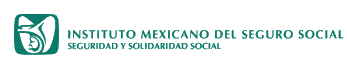 INSTITUTO MEXICANO DEL SEGURO SOCIAL
SEGURIDAD Y SOLIDARIDAD SOCIAL